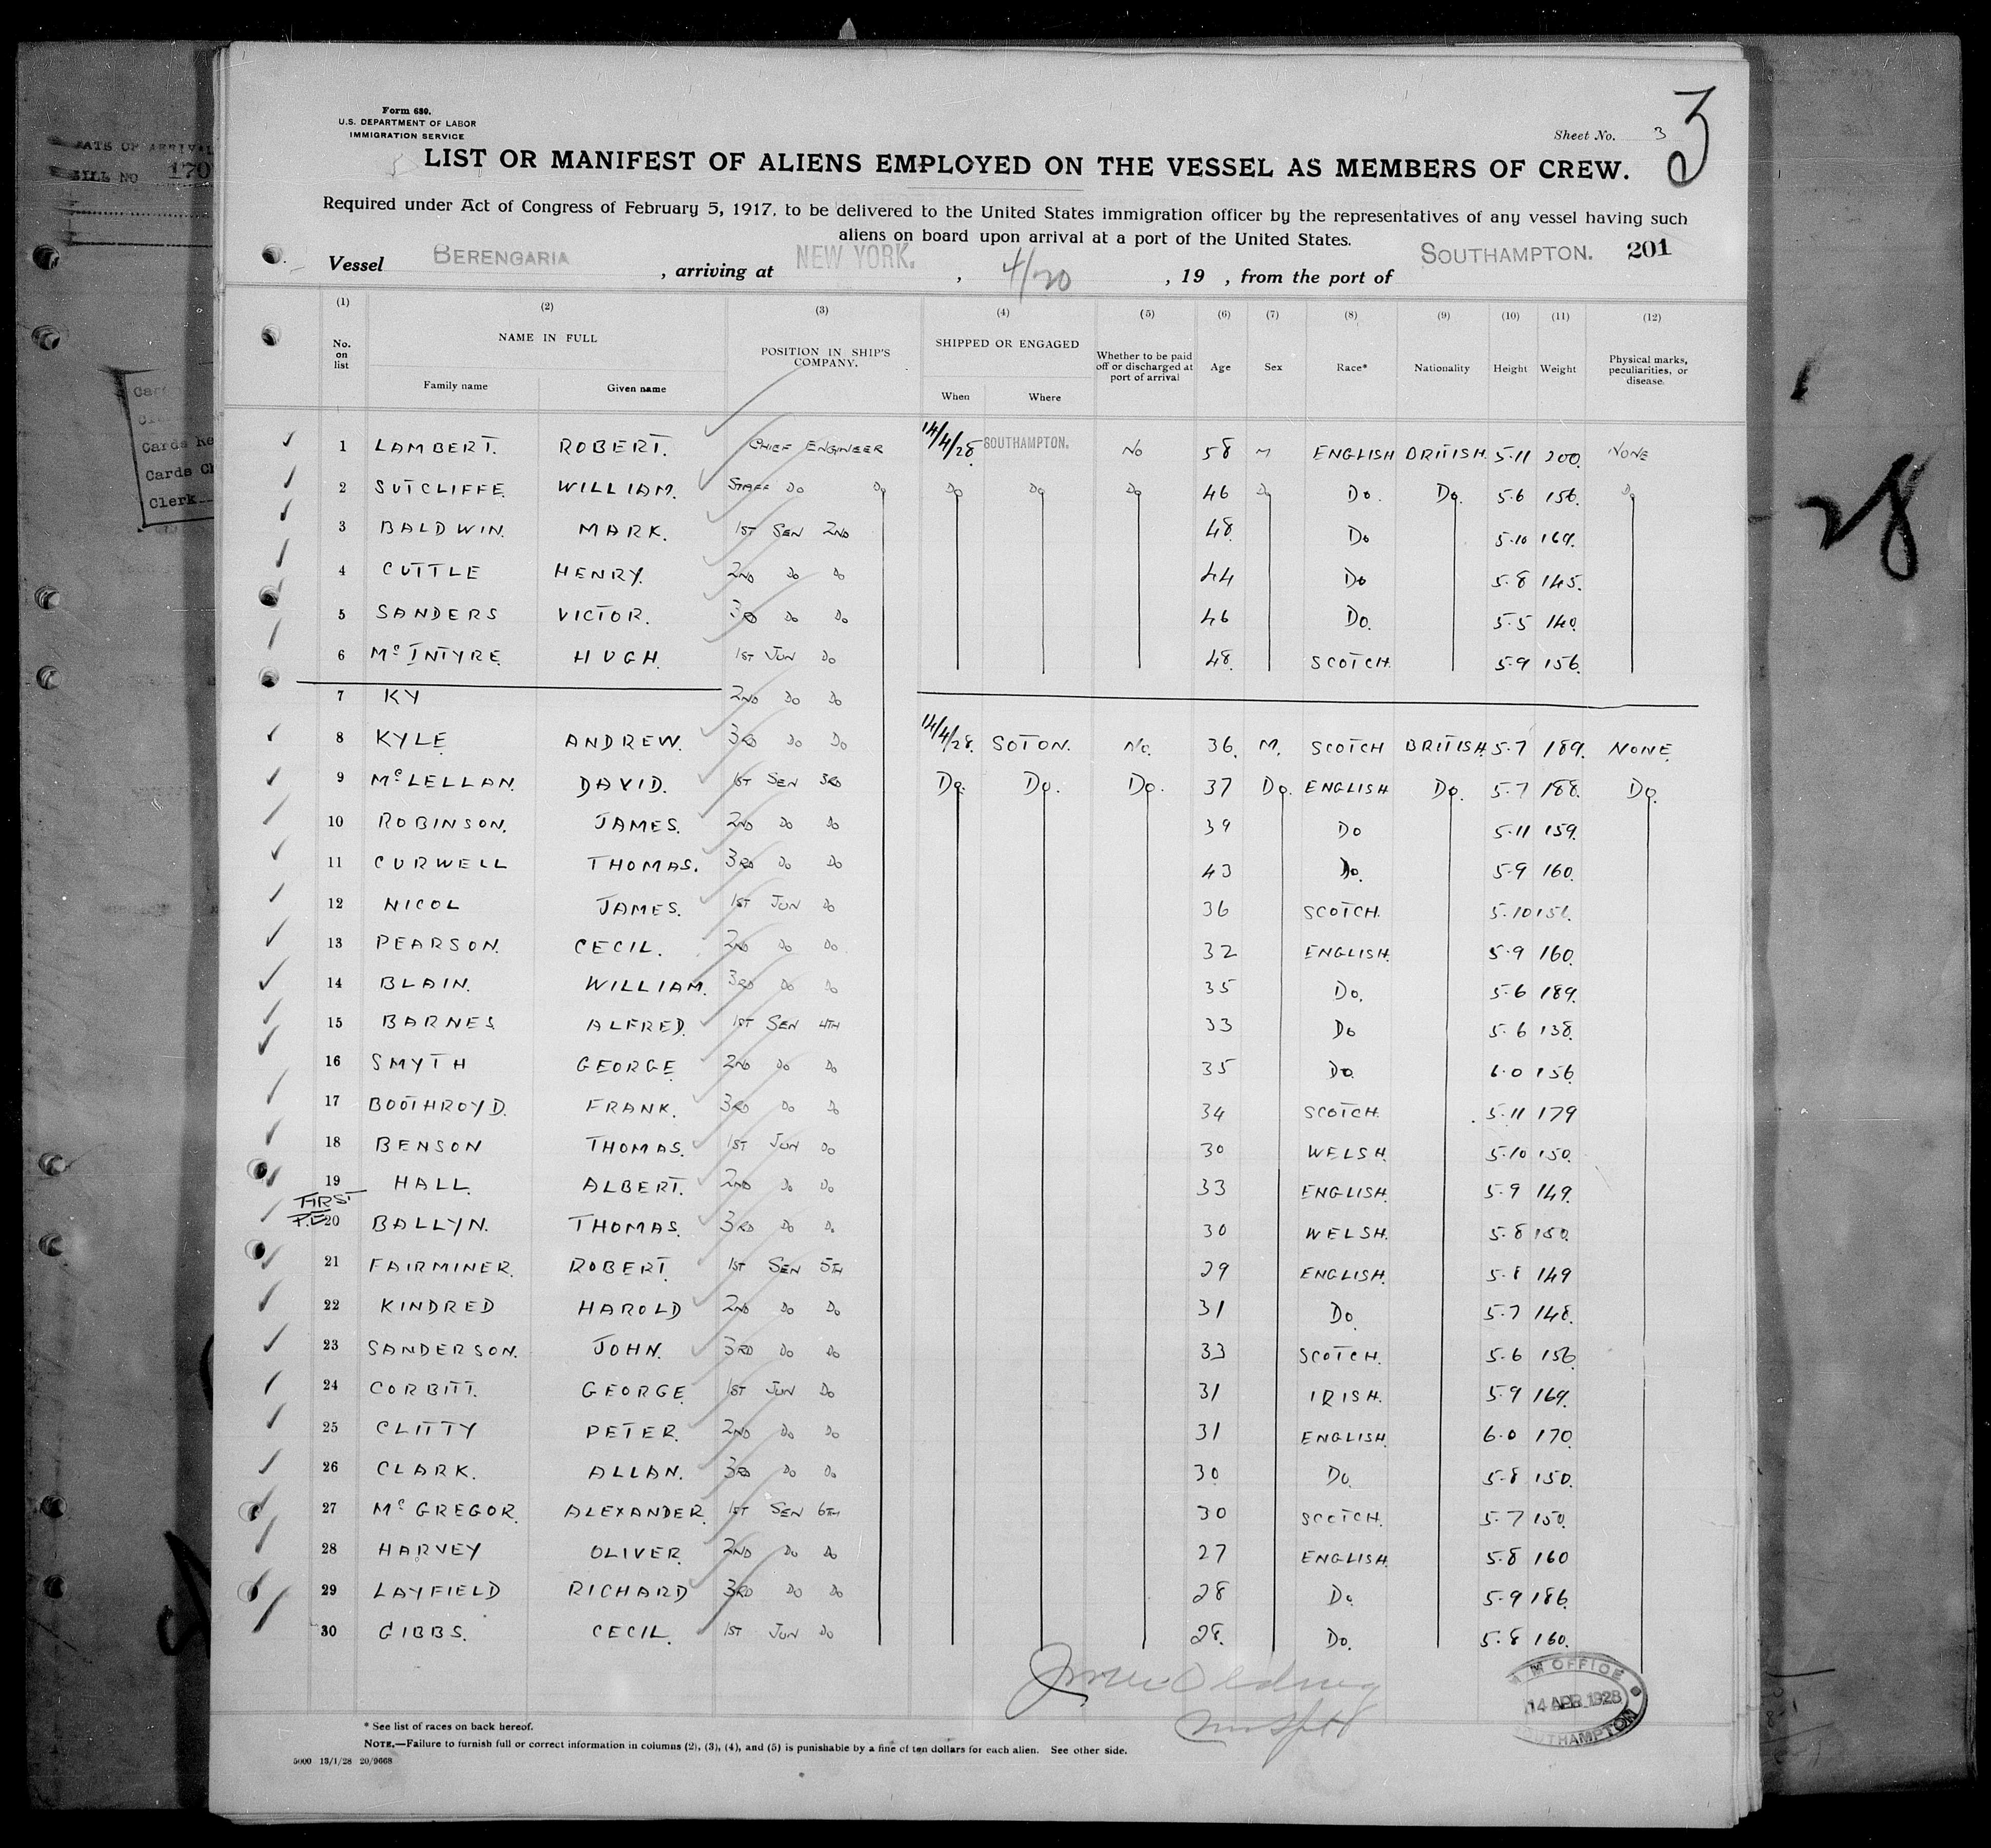 Form 680.
U.S. DEPARTMENT OF LABOR
IMMIGRATION SERVICE
Sheet No. 3
3
LIST OR MANIFEST OF ALIENS EMPLOYED ON THE VESSEL AS MEMBERS OF CREW.
Required under Act of Congress of February 5, 1917, to be delivered to the United States immigration officer by the representatives of any vessel having such
aliens on board upon arrival at a port of the United States.
201
Vessel BERENGARIA , arriving at NEW YORK. , 4/20 , 19 , from the port of SOUTHAMPTON.
(1) (2) (3) (4) (5) (6) (7) (8) (9) (10) (11) (12)
No. on list NAME IN FULL Family name Given name POSITION IN SHIP'S COMPANY. SHIPPED OR ENGAGED When Where Whether to be paid off or discharged at port of arrival Age Sex Race* Nationality Height Weight Physical marks, peculiarities, or disease.
1 LAMBERT. ROBERT. CHIEF ENGINEER 14/4/28 SOUTHAMPTON. No 58 M ENGLISH BRITISH. 5.11 200. NONE
2 SUTCLIFFE. WILLIAM. STAFF Do Do Do Do Do 46 Do Do. Do. 5.6 156. Do
3 BALDWIN. MARK. 1ST SEN 2ND 48. Do 5.10 169.
4 CUTTLE HENRY. 2ND Do Do 44 Do 5.8 145.
5 SANDERS VICTOR. 3RD Do Do 46 Do. 5.5 140.
6 McINTYRE. HUGH. 1ST JUN Do 48. SCOTCH. 5.9 156.
7 KY 2ND Do Do
8 KYLE. ANDREW. 3RD Do Do 14/4/28. SOTON. No. 36. M. SCOTCH BRITISH. 5.7 189. NONE.
9 McLELLAN. DAVID. 1ST SEN 3RD Do. Do. Do. 37 Do. ENGLISH Do. 5.7 188. Do.
10 ROBINSON. JAMES. 2ND Do Do 39 Do 5.11 159.
11 CURWELL THOMAS. 3RD Do Do 43 Do. 5.9 160.
12 NICOL JAMES. 1ST JUN Do 36 SCOTCH. 5.10
13 PEARSON. CECIL. 2ND Do Do. 32 ENGLISH. 5.9 160.
14 BLAIN. WILLIAM. 3RD Do Do 35 Do. 5.6 189.
15 BARNES ALFRED. 1ST SEN 4TH 33 Do 5.6 138.
16 SMYTH GEORGE. 2ND Do Do 35 Do. 6.0 156.
17 BOOTHROYD. FRANK. 3RD Do Do 34 SCOTCH. 5.11 179
18 BENSON THOMAS. 1ST JUN Do 30 WELSH. 5.10 150.
19 HALL. ALBERT. 2ND Do Do 33 ENGLISH. 5.9 149.
FIRST
20 BALLYN. THOMAS. 3RD Do Do 30 WELSH. 5.8 150.
21 FAIRMINER. ROBERT. 1ST SEN 5TH 29 ENGLISH. 5.8 149
22 KINDRED HAROLD 2ND Do Do 31 Do. 5.7 148.
23 SANDERSON. JOHN. 3RD Do Do 33 SCOTCH. 5.6 156.
24 CORBITT. GEORGE. 1ST JUN Do 31 IRISH. 5.9 169.
25 CLITTY PETER. 2ND Do Do 31 ENGLISH. 6.0 170.
26 CLARK. ALLAN. 3RD Do Do 30 Do. 5.8 150.
27 McGREGOR. ALEXANDER. 1ST SEN 6TH 30 SCOTCH. 5.7 150.
28 HARVEY OLIVER. 2ND Do Do 27 ENGLISH. 5.8 160
29 LAYFIELD RICHARD 3RD Do Do 28 Do. 5.9 186.
30 GIBBS. CECIL. 1ST JUN Do 28. Do. 5.8 160.
OFFICE
14 APR 1928
SOUTHAMPTON
* See list of races on back hereof.
NOTE.—Failure to furnish full or correct information in columns (2), (3), (4), and (5) is punishable by a fine of ten dollars for each alien. See other side.
5000 13/1/28 20/9668
28
BILL NO 170
Clerk